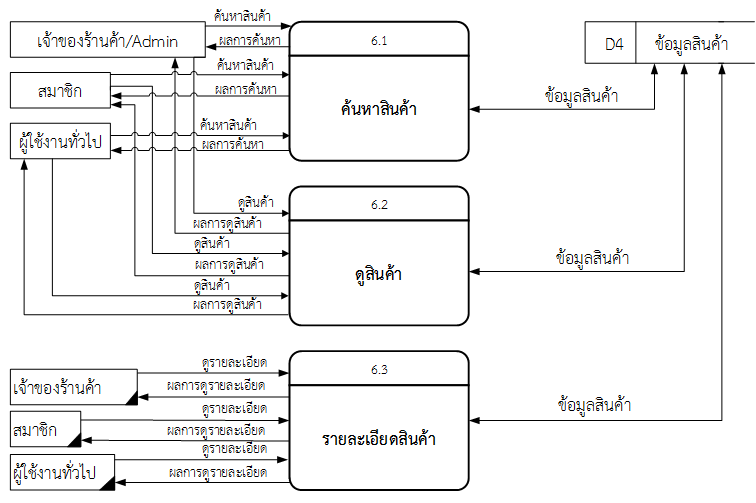 ค้นหาสินค้า
เจ้าของร้านค้า/Admin
ผลการค้นหา
6.1
D4
ข้อมูลสินค้า
ค้นหาสินค้า
สมาชิก
ผลการค้นหา
ข้อมูลสินค้า
ค้นหาสินค้า
ค้นหาสินค้า
ผู้ใช้งานทั่วไป
ผลการค้นหา
ดูสินค้า
6.2
ผลการดูสินค้า
ดูสินค้า
ผลการดูสินค้า
ดูสินค้า
ข้อมูลสินค้า
ดูสินค้า
ผลการดูสินค้า
ดูรายละเอียด
6.3
เจ้าของร้านค้า
ผลการดูรายละเอียด
ดูรายละเอียด
ข้อมูลสินค้า
สมาชิก
ผลการดูรายละเอียด
รายละเอียดสินค้า
ดูรายละเอียด
ผู้ใช้งานทั่วไป
ผลการดูรายละเอียด